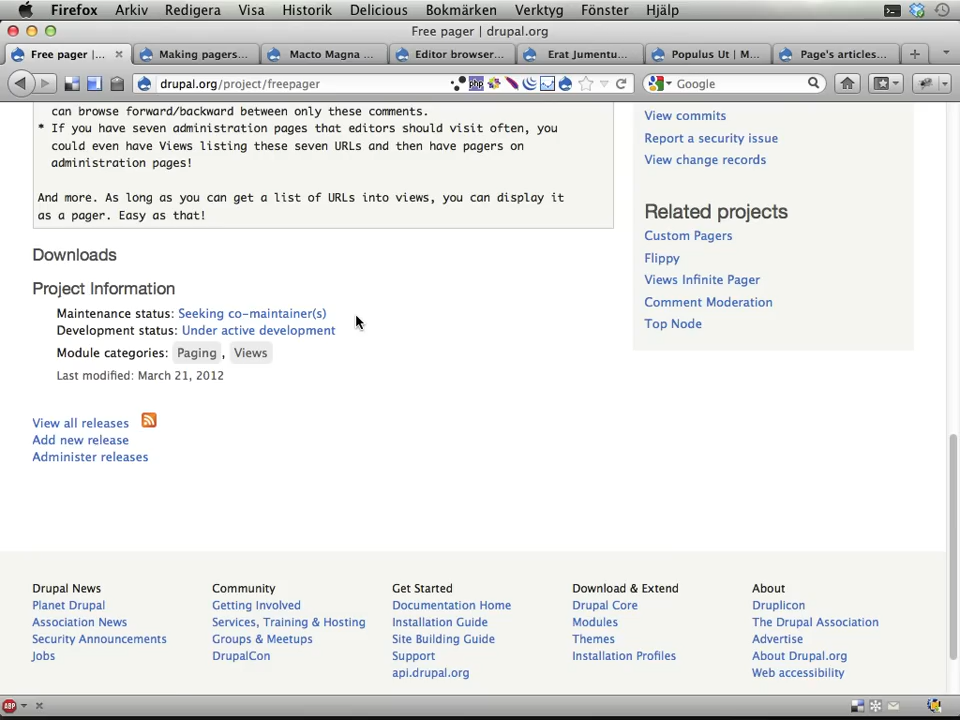 Firefox Arkiv Redigera Visa Historik Delicious Bokmärken Verktyg Fönster Hjälp
Free pager | drupal.org
Free pager |... Making pagers... Macto Magna ... Editor browser... Erat Jumentu... Populus Ut | M... Page's articles...
drupal.org/project/freepager Google
can browse forward/backward between only these comments.
* If you have seven administration pages that editors should visit often, you
could even have Views listing these seven URLs and then have pagers on
administration pages!
And more. As long as you can get a list of URLs into views, you can display it
as a pager. Easy as that!
View commits
Report a security issue
View change records
Related projects
Custom Pagers
Flippy
Views Infinite Pager
Comment Moderation
Top Node
Downloads
Project Information
Maintenance status: Seeking co-maintainer(s)
Development status: Under active development
Module categories: Paging , Views
Last modified: March 21, 2012
View all releases
Add new release
Administer releases
Drupal News
Planet Drupal
Association News
Security Announcements
Jobs
Community
Getting Involved
Services, Training & Hosting
Groups & Meetups
DrupalCon
Get Started
Documentation Home
Installation Guide
Site Building Guide
Support
api.drupal.org
Download & Extend
Drupal Core
Modules
Themes
Installation Profiles
About
Druplicon
The Drupal Association
Advertise
About Drupal.org
Web accessibility
ABP